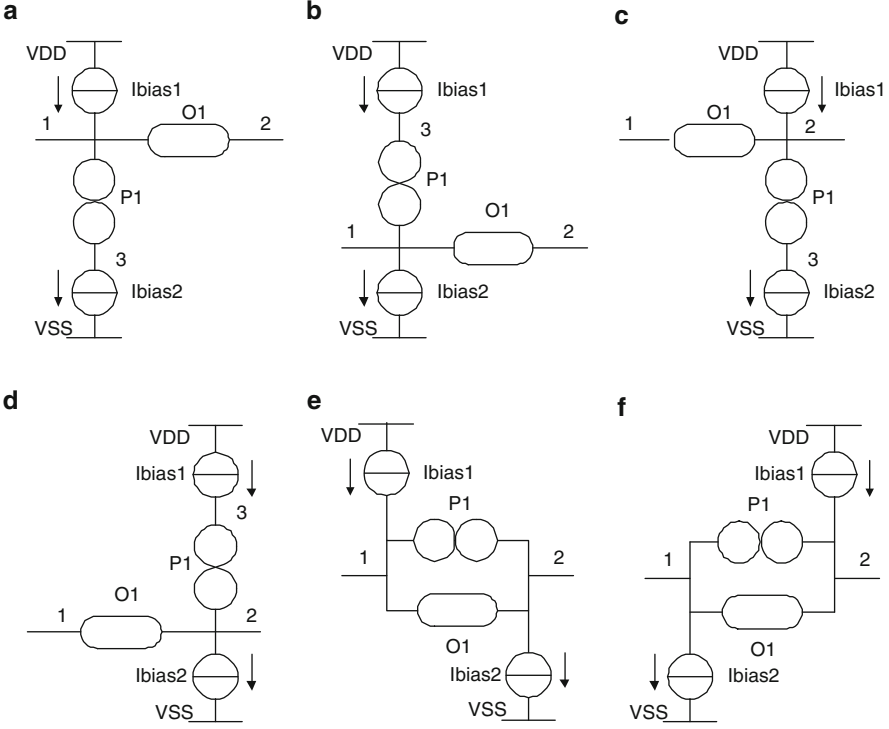 a
VDD
Ibias1
1
O1
2
P1
3
Ibias2
VSS
b
VDD
Ibias1
3
P1
O1
1
2
Ibias2
VSS
c
VDD
Ibias1
O1
1
2
P1
3
Ibias2
VSS
d
VDD
Ibias1
3
P1
O1
1
2
Ibias2
VSS
e
VDD
Ibias1
P1
1
2
O1
Ibias2
VSS
f
VDD
Ibias1
P1
1
2
O1
Ibias2
VSS